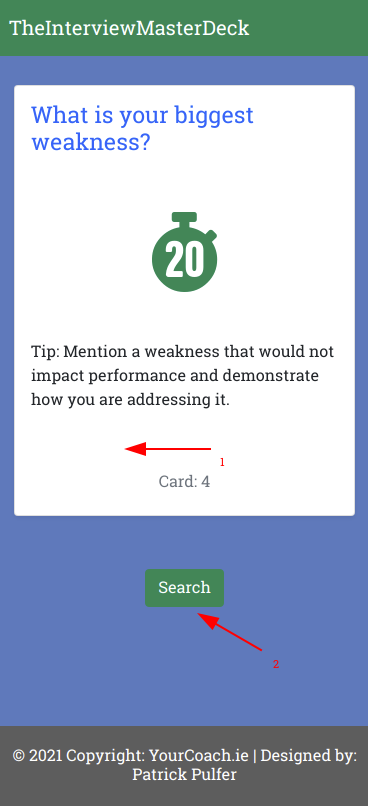 TheInterviewMasterDeck
What is your biggest
weakness?
20
Tip: Mention a weakness that would not
impact performance and demonstrate
how you are addressing it.
1
Card: 4
Search
2
© 2021 Copyright: YourCoach.ie | Designed by:
Patrick Pulfer